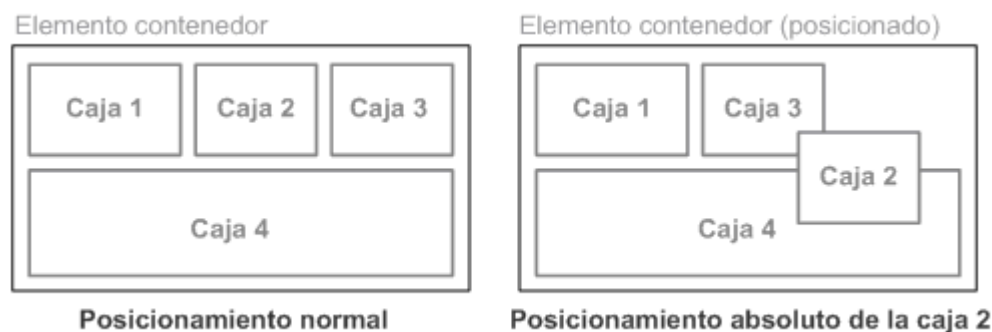 Elemento contenedor
Caja 1
Caja 2
Caja 3
Caja 4
Posicionamiento normal
Elemento contenedor (posicionado)
Caja 1
Caja 3
Caja 2
Caja 4
Posicionamiento absoluto de la caja 2